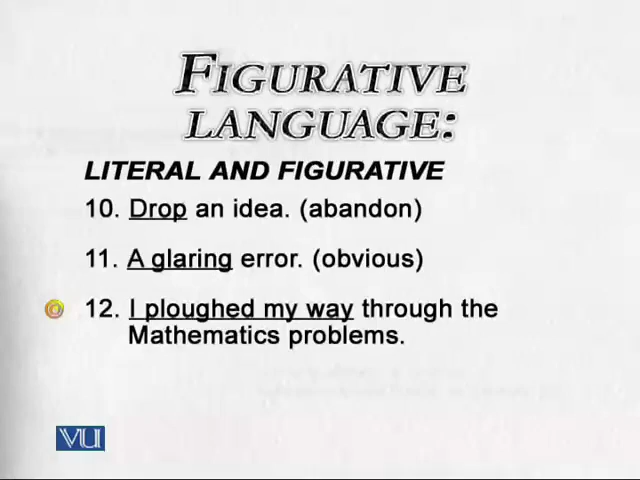 FIGURATIVE
LANGUAGE:
LITERAL AND FIGURATIVE
10. Drop an idea. (abandon)
11. A glaring error. (obvious)
12. I ploughed my way through the
Mathematics problems.
VU